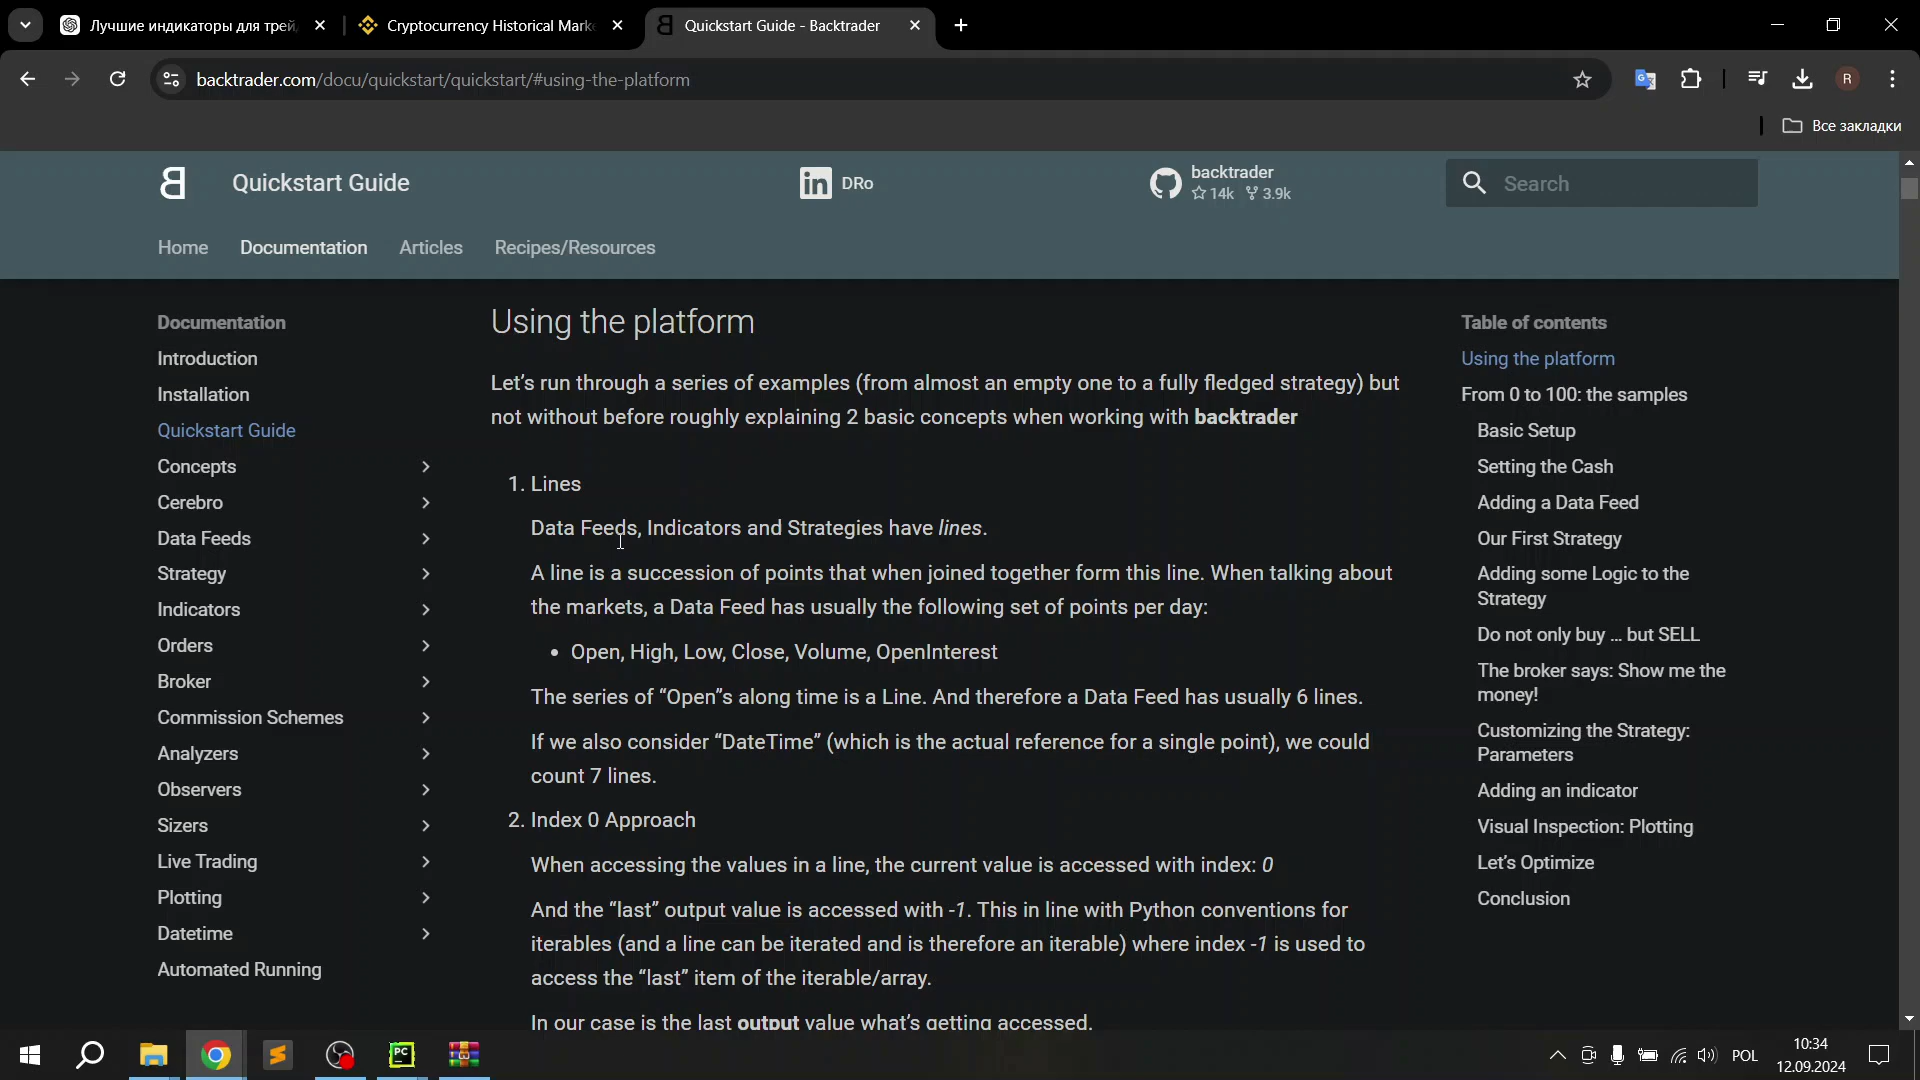 Лучшие индикаторы для трей
Cryptocurrency Historical Marke
Quickstart Guide - Backtrader
backtrader.com/docu/quickstart/quickstart/#using-the-platform
R
Все закладки
Quickstart Guide
DRo
backtrader
14k 3.9k
Search
Home Documentation Articles Recipes/Resources
Documentation
Introduction
Installation
Quickstart Guide
Concepts
Cerebro
Data Feeds
Strategy
Indicators
Orders
Broker
Commission Schemes
Analyzers
Observers
Sizers
Live Trading
Plotting
Datetime
Automated Running
Using the platform
Let’s run through a series of examples (from almost an empty one to a fully fledged strategy) but
not without before roughly explaining 2 basic concepts when working with backtrader
1. Lines
Data Feeds, Indicators and Strategies have lines.
A line is a succession of points that when joined together form this line. When talking about
the markets, a Data Feed has usually the following set of points per day:
• Open, High, Low, Close, Volume, OpenInterest
The series of “Open”s along time is a Line. And therefore a Data Feed has usually 6 lines.
If we also consider “DateTime” (which is the actual reference for a single point), we could
count 7 lines.
2. Index 0 Approach
When accessing the values in a line, the current value is accessed with index: 0
And the “last” output value is accessed with -1. This in line with Python conventions for
iterables (and a line can be iterated and is therefore an iterable) where index -1 is used to
access the “last” item of the iterable/array.
In our case is the last output value what’s getting accessed.
Table of contents
Using the platform
From 0 to 100: the samples
Basic Setup
Setting the Cash
Adding a Data Feed
Our First Strategy
Adding some Logic to the
Strategy
Do not only buy … but SELL
The broker says: Show me the
money!
Customizing the Strategy:
Parameters
Adding an indicator
Visual Inspection: Plotting
Let’s Optimize
Conclusion
PC
POL
10:34
12.09.2024